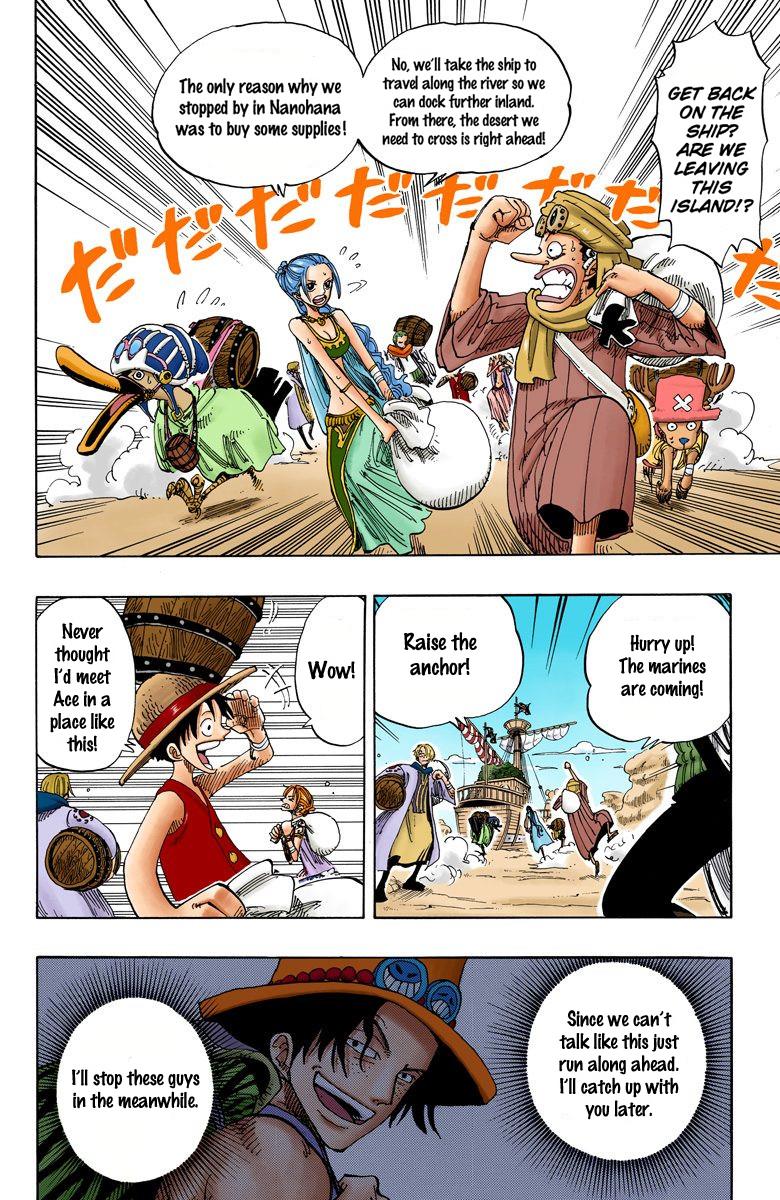 GET BACK
ON THE
SHIP?
ARE WE
LEAVING
THIS
ISLAND!?
No, we'll take the ship to
travel along the river so we
can dock further inland.
From there, the desert we
need to cross is right ahead!
The only reason why we
stopped by in Nanohana
was to buy some supplies!
だだだだだだだだ
Hurry up!
The marines
are coming!
Raise the
anchor!
Wow!
Never
thought
I'd meet
Ace in a
place like
this!
Since we can't
talk like this just
run along ahead.
I'll catch up with
you later.
I'll stop these guys
in the meanwhile.